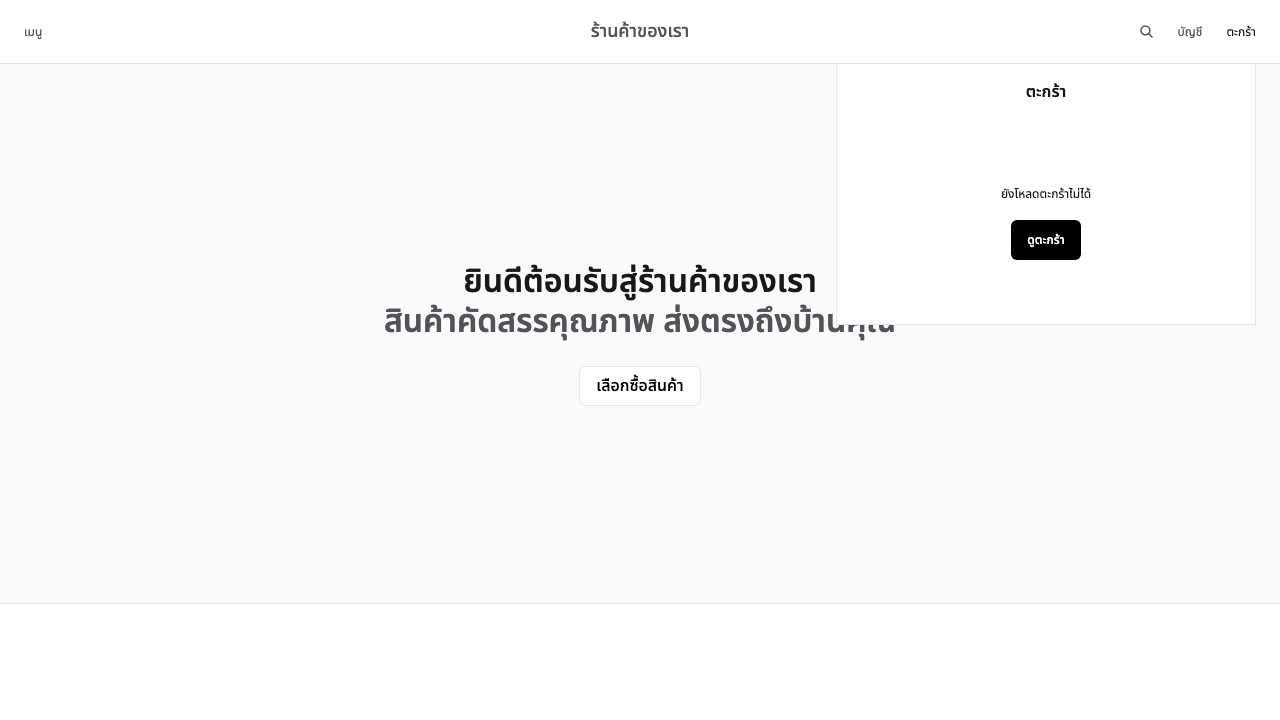 เมนู
ร้านค้าของเรา
บัญชี
ตะกร้า
ตะกร้า
ยังโหลดตะกร้าไม่ได้
ดูตะกร้า
ยินดีต้อนรับสู่ร้านค้าของเรา
สินค้าคัดสรรคุณภาพ ส่งตรงถึงบ้านคุณ
เลือกซื้อสินค้า